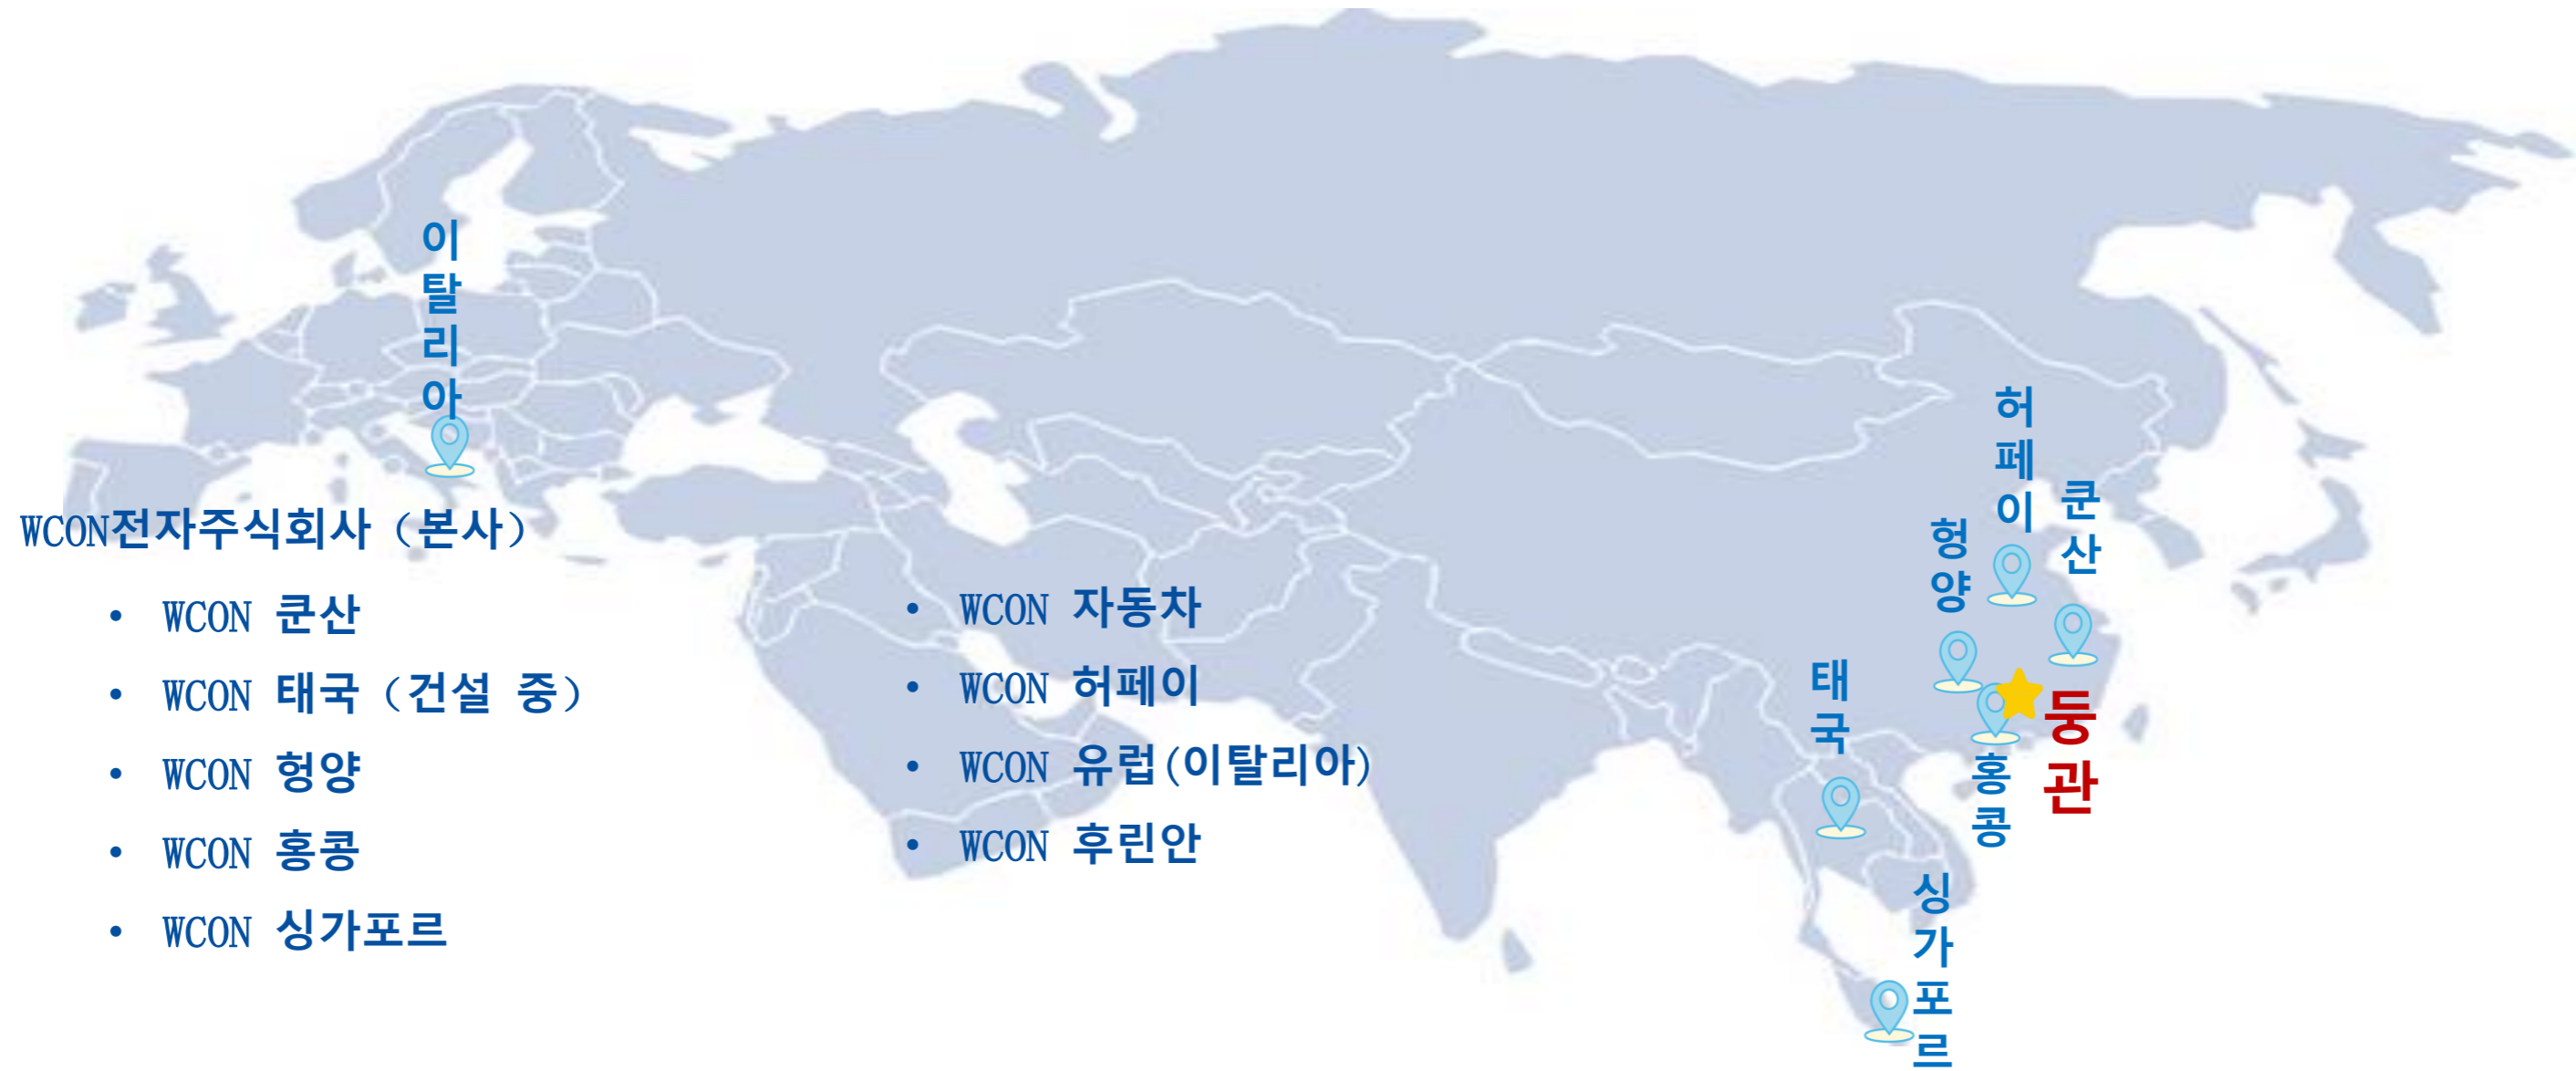 이탈리아
허페이
쿤산
헝양
태국
둥관
홍콩
싱가포르
WCON전자주식회사（본사）
• WCON 쿤산
• WCON 태국（건설 중）
• WCON 헝양
• WCON 홍콩
• WCON 싱가포르
• WCON 자동차
• WCON 허페이
• WCON 유럽(이탈리아)
• WCON 후린안